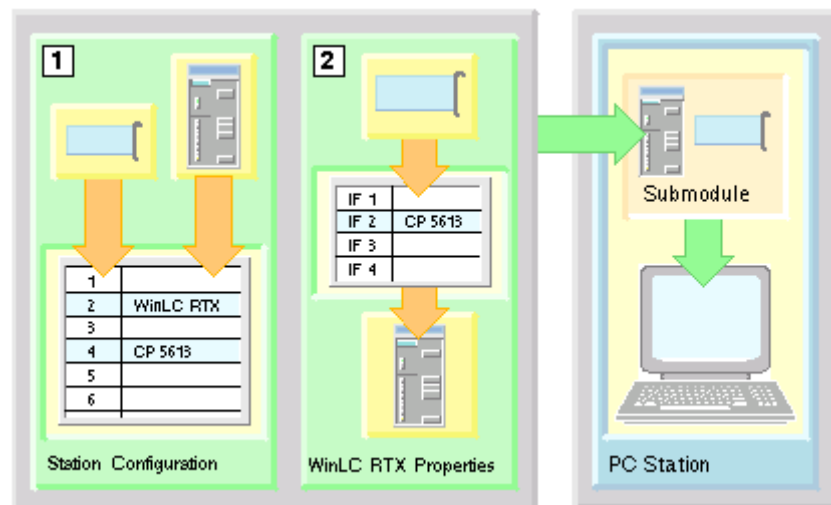 1
1
2 WinLC RTX
3
4 CP 5613
5
6
Station Configuration
2
IF 1
IF 2 CP 5613
IF 3
IF 4
WinLC RTX Properties
Submodule
PC Station